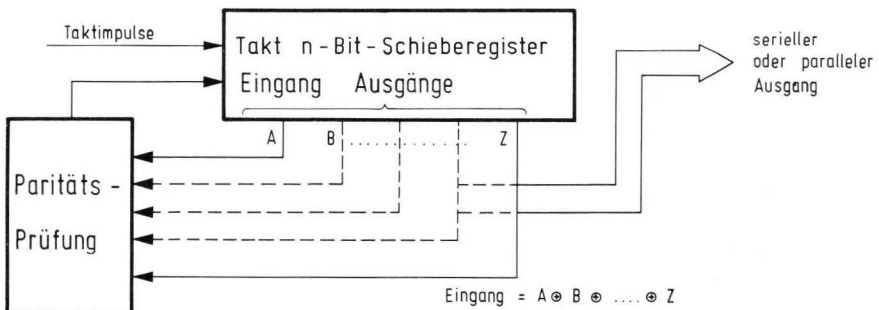 Taktimpulse
Takt n-Bit-Schieberegister
Eingang Ausgänge
serieller
oder paralleler
Ausgang
A B .............. Z
Paritäts-
Prüfung
Eingang = A ⊕ B ⊕ .... ⊕ Z